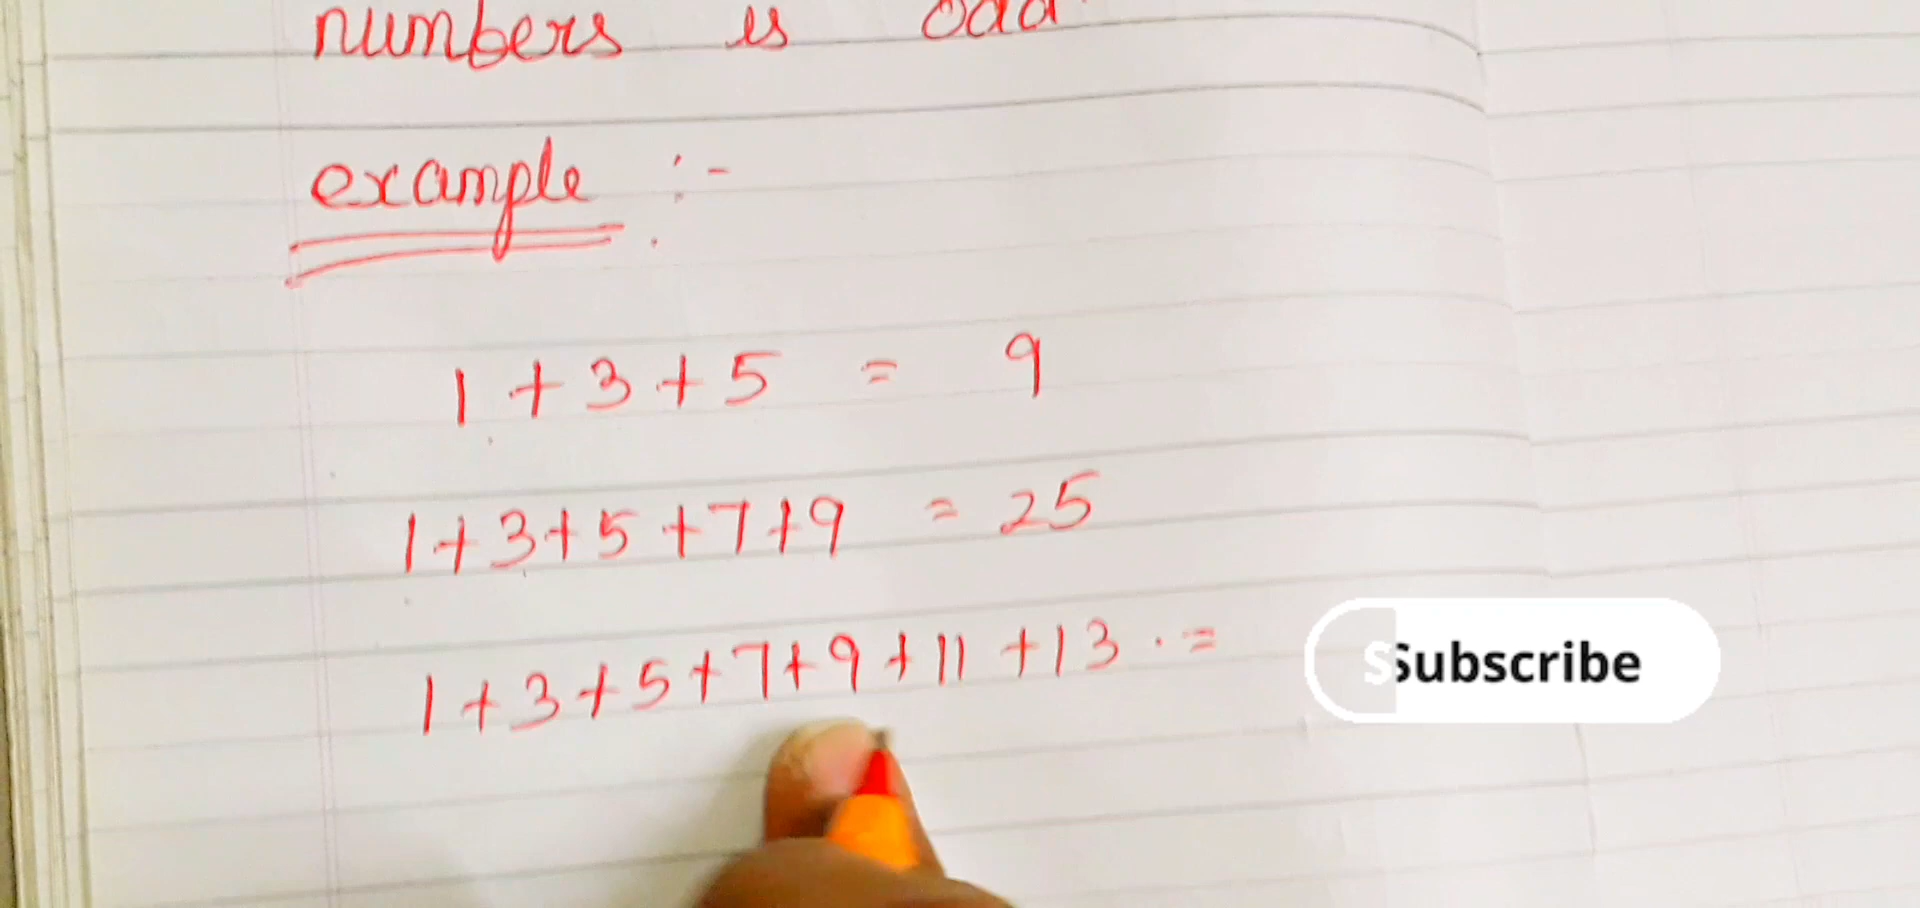 numbers is odd
example :-
1 + 3 + 5 = 9
1+3+5+7+9 = 25
1+3+5+7+9+11+13 . =
Subscribe